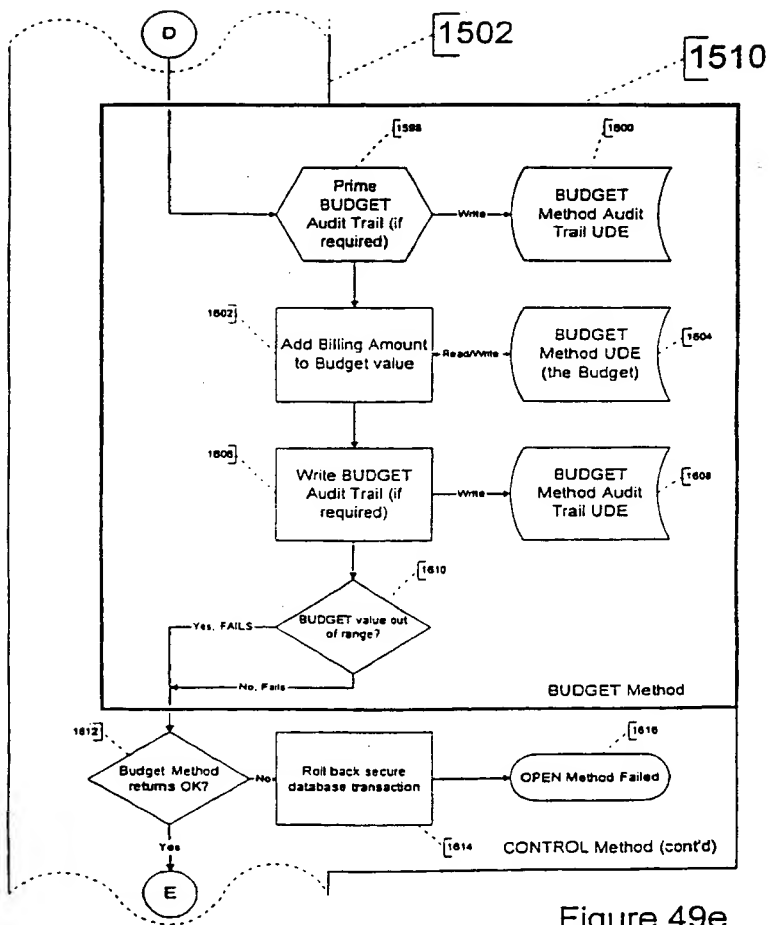 D
1502
1510
1598
1600
Prime
BUDGET
Audit Trail (if
required)
Write
BUDGET
Method Audit
Trail UDE
1602
Add Billing Amount
to Budget value
Read/Write
BUDGET
Method UDE
(the Budget)
1604
1606
Write BUDGET
Audit Trail (if
required)
Write
BUDGET
Method Audit
Trail UDE
1608
1610
BUDGET value out
of range?
Yes, FAILS
No, Fails
BUDGET Method
1612
Budget Method
returns OK?
No
Roll back secure
database transaction
1616
OPEN Method Failed
Yes
1614
CONTROL Method (cont'd)
E
Figure 49e